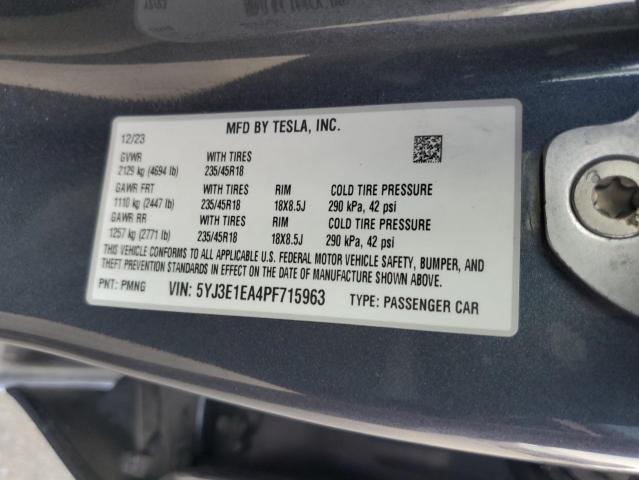 MFD BY TESLA, INC.
12/23
GVWR WITH TIRES
2129 kg (4694 lb) 235/45R18
GAWR FRT WITH TIRES RIM COLD TIRE PRESSURE
1110 kg (2447 lb) 235/45R18 18X8.5J 290 kPa, 42 psi
GAWR RR WITH TIRES RIM COLD TIRE PRESSURE
1257 kg (2771 lb) 235/45R18 18X8.5J 290 kPa, 42 psi
THIS VEHICLE CONFORMS TO ALL APPLICABLE U.S. FEDERAL MOTOR VEHICLE SAFETY, BUMPER, AND
THEFT PREVENTION STANDARDS IN EFFECT ON THE DATE OF MANUFACTURE SHOWN ABOVE.
PNT: PMNG VIN: 5YJ3E1EA4PF715963 TYPE: PASSENGER CAR